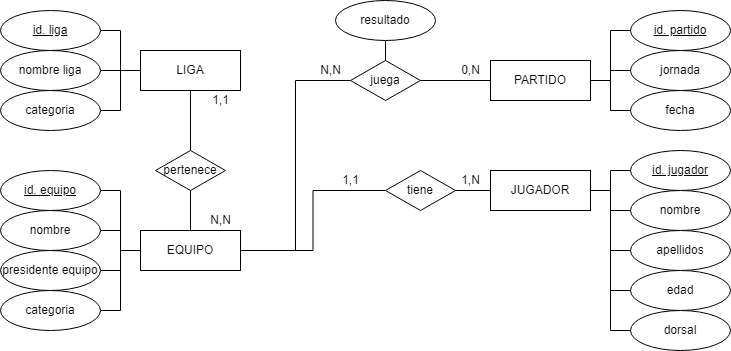 resultado
id. liga
nombre liga
categoria
LIGA
1,1
N,N
juega
0,N
PARTIDO
id. partido
jornada
fecha
pertenece
id. equipo
nombre
presidente equipo
categoria
N,N
EQUIPO
1,1
tiene
1,N
JUGADOR
id. jugador
nombre
apellidos
edad
dorsal